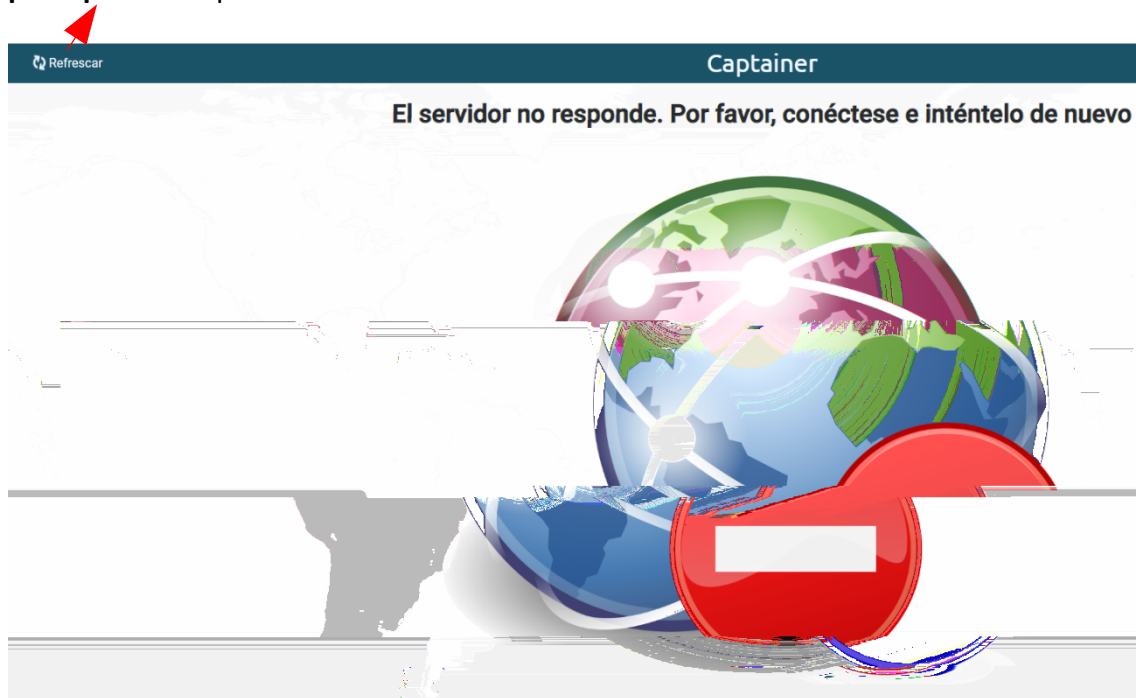 Refrescar
Captainer
El servidor no responde. Por favor, conéctese e inténtelo de nuevo